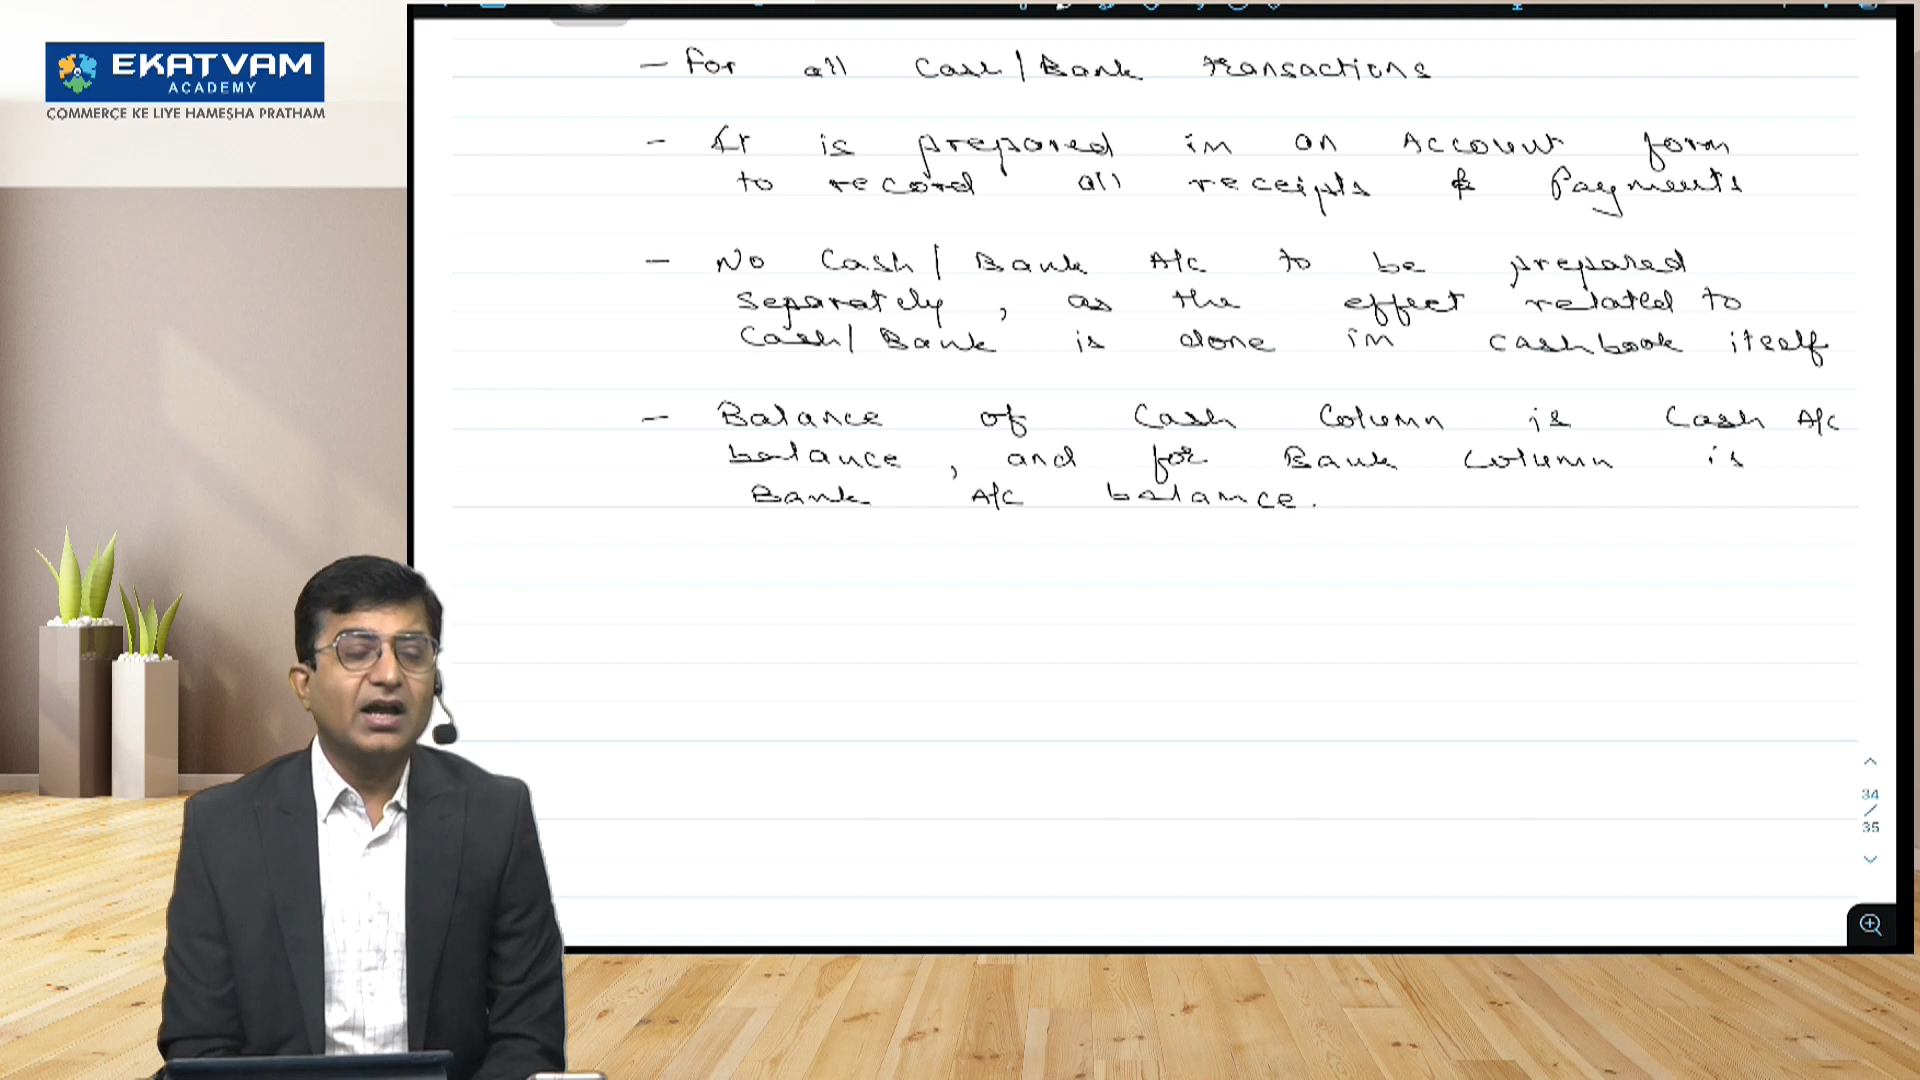 EKATVAM
ACADEMY
COMMERCE KE LIYE HAMESHA PRATHAM
- For all Cash/Bank transactions
- It is prepared in an Account form
to record all receipts & Payments
- No Cash/Bank A/c to be prepared
separately, as the effect related to
Cash/Bank is done in cashbook itself
- Balance of Cash Column is Cash A/c
balance, and for Bank Column is
Bank A/c balance.
34
/
35